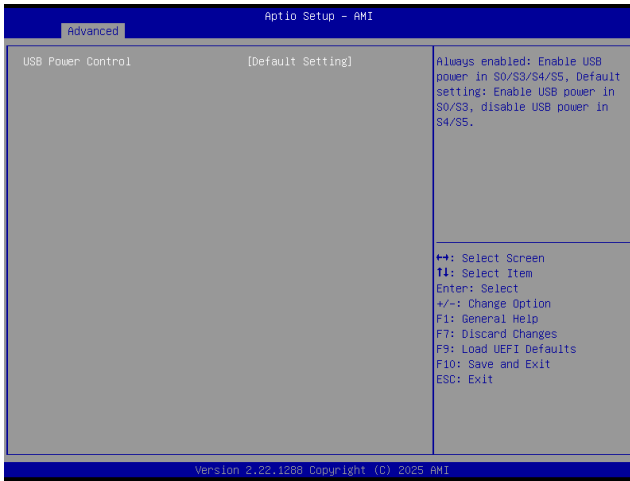 Aptio Setup – AMI
Advanced
USB Power Control [Default Setting]
Always enabled: Enable USB
power in S0/S3/S4/S5, Default
setting: Enable USB power in
S0/S3, disable USB power in
S4/S5.
↔: Select Screen
↑↓: Select Item
Enter: Select
+/-: Change Option
F1: General Help
F7: Discard Changes
F9: Load UEFI Defaults
F10: Save and Exit
ESC: Exit
Version 2.22.1288 Copyright (C) 2025 AMI